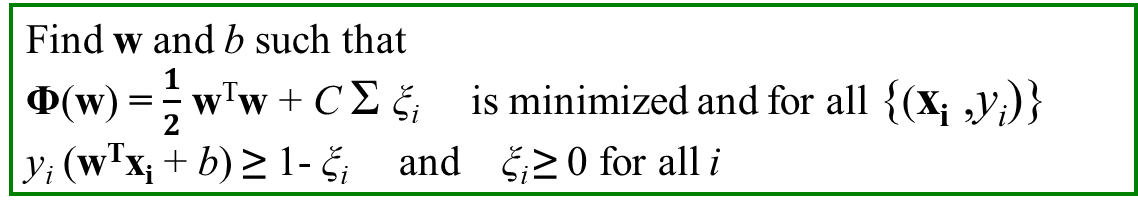 Find w and b such that
Φ(w) = 1/2 wᵀw + C Σ ξᵢ is minimized and for all {(xᵢ ,yᵢ)}
yᵢ (wᵀxᵢ + b) ≥ 1- ξᵢ and ξᵢ ≥ 0 for all i